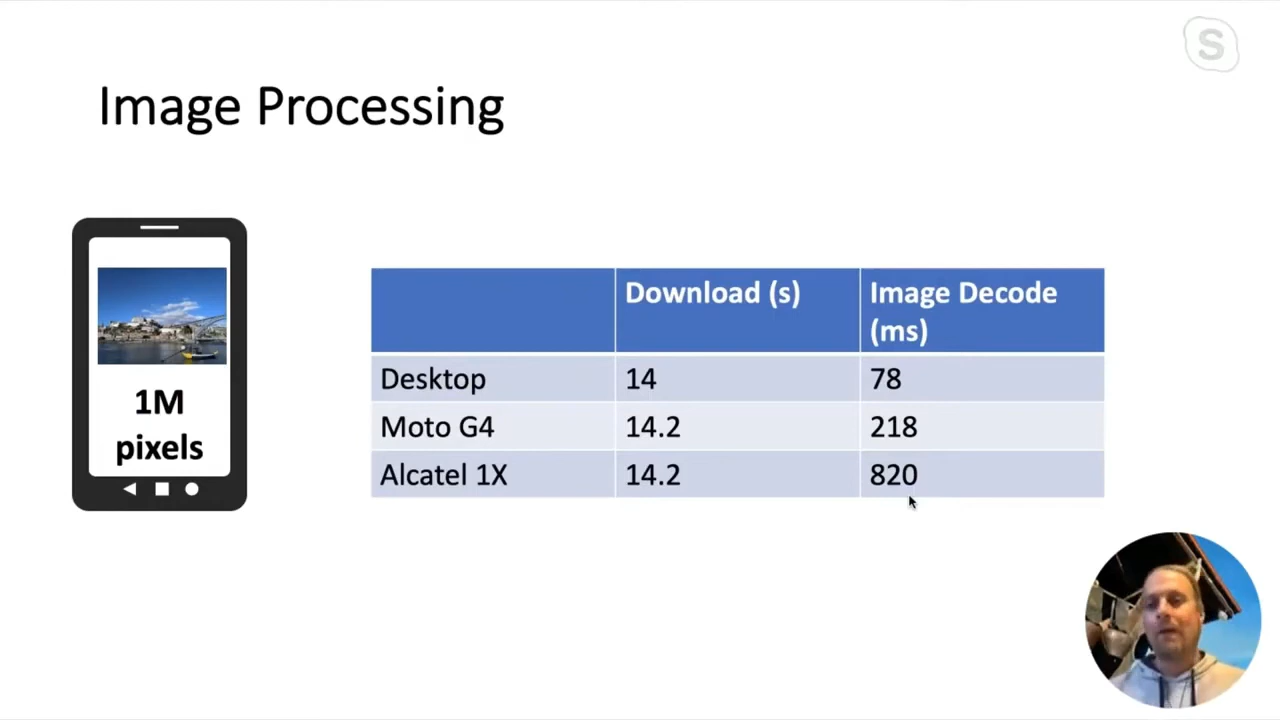 S
Image Processing
1M
pixels
Download (s) Image Decode
(ms)
Desktop 14 78
Moto G4 14.2 218
Alcatel 1X 14.2 820